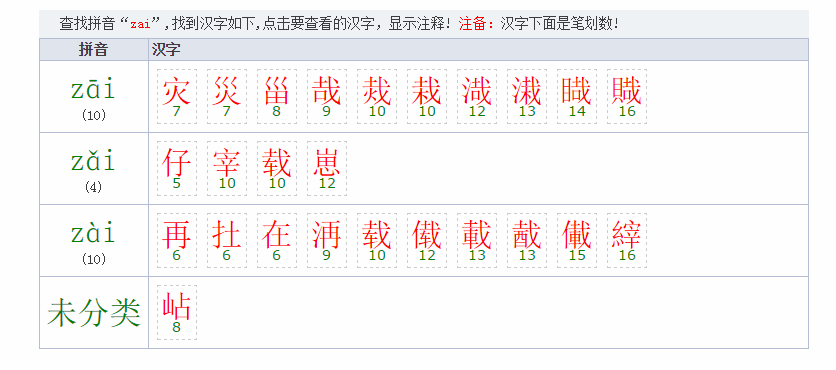 查找拼音“zai”,找到汉字如下,点击要查看的汉字，显示注释！注备：汉字下面是笔划数！
拼音 汉字
zāi 灾 災 甾 哉 烖 栽 渽 溨 睵 賳
(10) 7 7 8 9 10 10 12 13 14 16
zǎi 仔 宰 载 崽
(4) 5 10 10 12
zài 再 扗 在 洅 载 傤 載 酨 儎 縡
(10) 6 6 6 9 10 12 13 13 15 16
未分类 岾
8